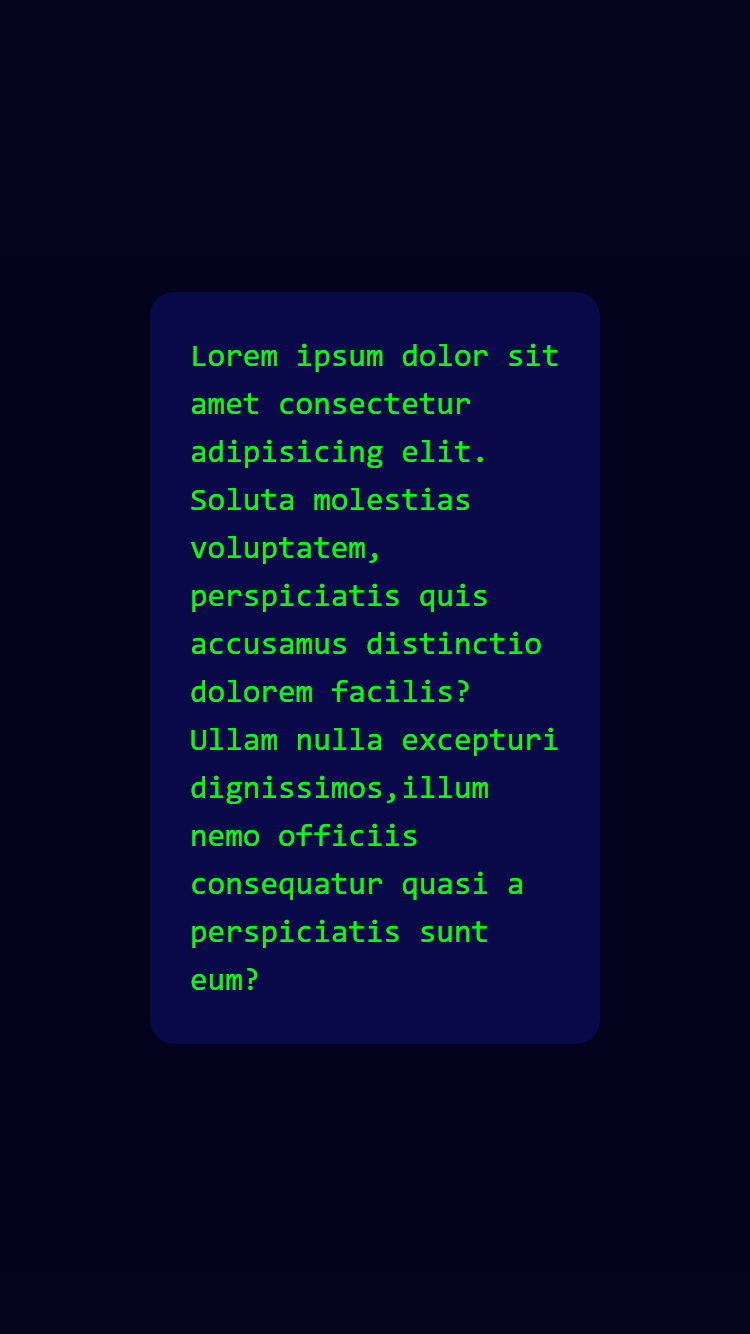 Lorem ipsum dolor sit
amet consectetur
adipisicing elit.
Soluta molestias
voluptatem,
perspiciatis quis
accusamus distinctio
dolorem facilis?
Ullam nulla excepturi
dignissimos,illum
nemo officiis
consequatur quasi a
perspiciatis sunt
eum?